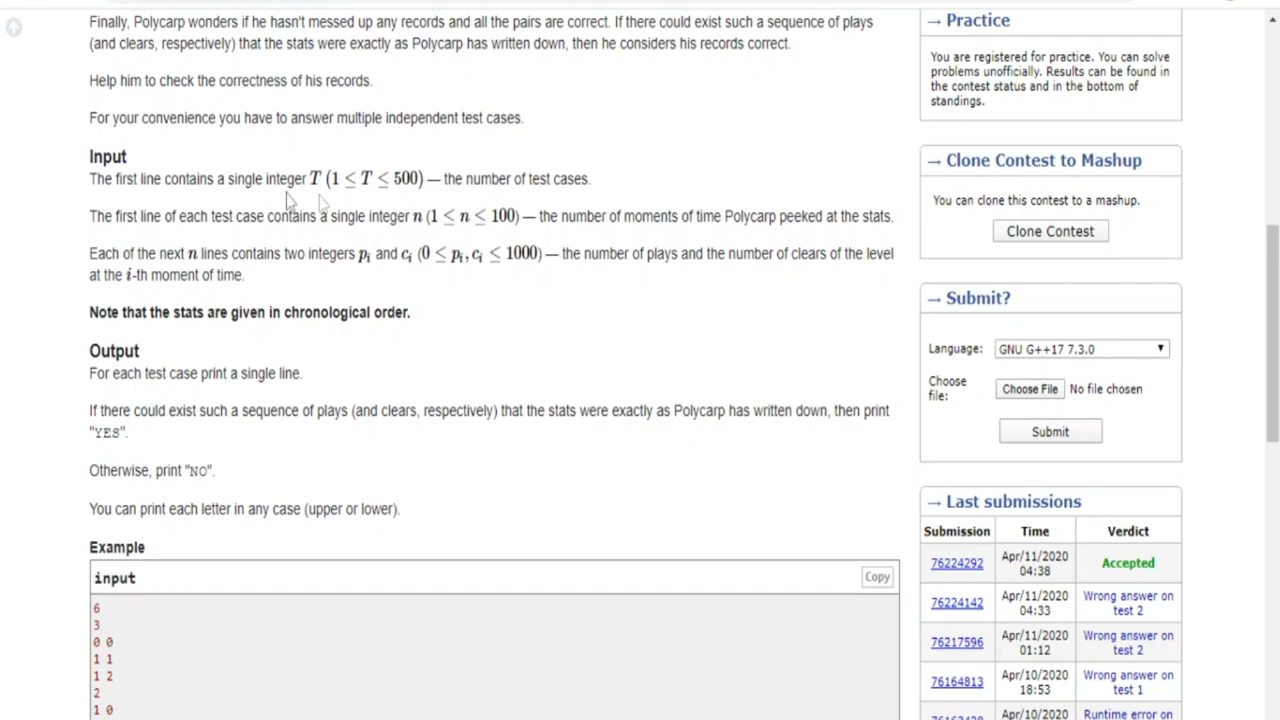 Finally, Polycarp wonders if he hasn't messed up any records and all the pairs are correct. If there could exist such a sequence of plays
(and clears, respectively) that the stats were exactly as Polycarp has written down, then he considers his records correct.
Help him to check the correctness of his records.
For your convenience you have to answer multiple independent test cases.
Input
The first line contains a single integer T (1 ≤ T ≤ 500) — the number of test cases.
The first line of each test case contains a single integer n (1 ≤ n ≤ 100) — the number of moments of time Polycarp peeked at the stats.
Each of the next n lines contains two integers pᵢ and cᵢ (0 ≤ pᵢ, cᵢ ≤ 1000) — the number of plays and the number of clears of the level
at the i-th moment of time.
Note that the stats are given in chronological order.
Output
For each test case print a single line.
If there could exist such a sequence of plays (and clears, respectively) that the stats were exactly as Polycarp has written down, then print
"YES".
Otherwise, print "NO".
You can print each letter in any case (upper or lower).
Example
input
Copy
6
3
0 0
1 1
1 2
2
1 0
→ Practice
You are registered for practice. You can solve
problems unofficially. Results can be found in
the contest status and in the bottom of
standings.
→ Clone Contest to Mashup
You can clone this contest to a mashup.
Clone Contest
→ Submit?
Language: GNU G++17 7.3.0
Choose
file: Choose File No file chosen
Submit
→ Last submissions
Submission Time Verdict
76224292 Apr/11/2020 04:38 Accepted
76224142 Apr/11/2020 04:33 Wrong answer on test 2
76217596 Apr/11/2020 01:12 Wrong answer on test 2
76164813 Apr/10/2020 18:53 Wrong answer on test 1
Apr/10/2020 Runtime error on